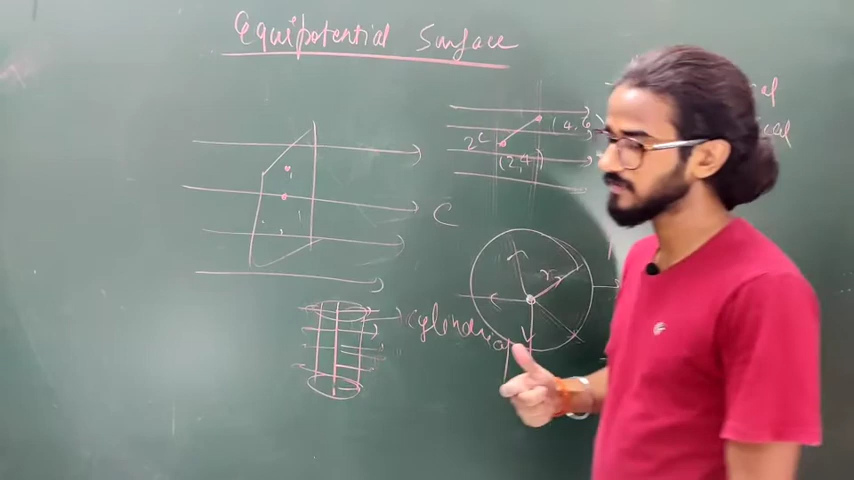 Equipotential Surface
(4,6
2C
(2,4)
C
r
r
cylindrical